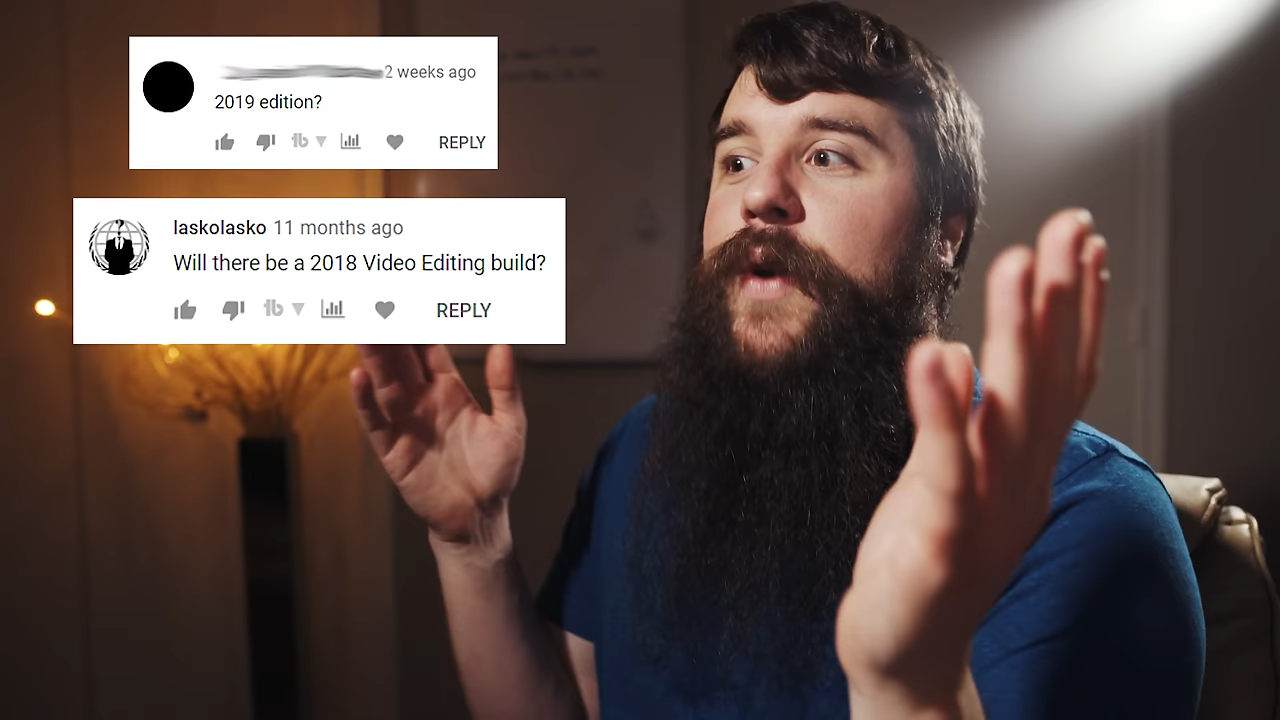 2 weeks ago
2019 edition?
REPLY
laskolasko 11 months ago
Will there be a 2018 Video Editing build?
REPLY